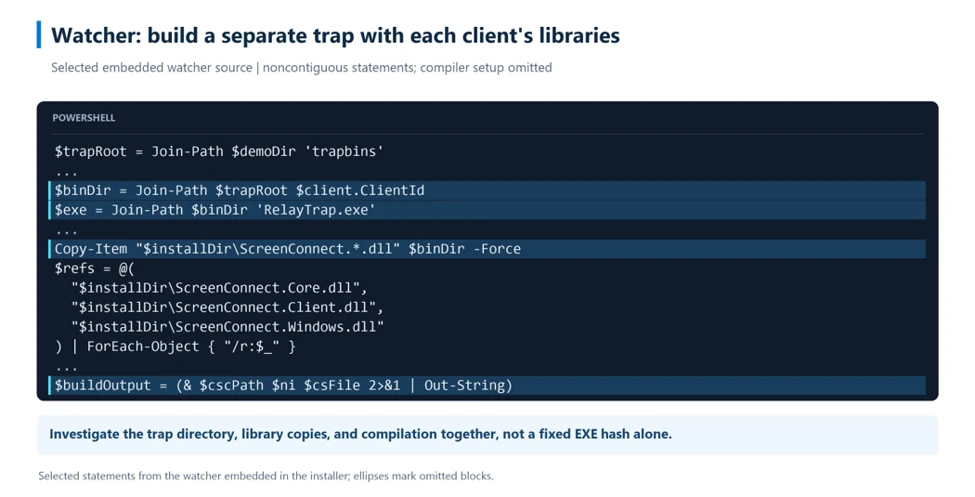 Watcher: build a separate trap with each client's libraries
Selected embedded watcher source | noncontiguous statements; compiler setup omitted
POWERSHELL
$trapRoot = Join-Path $demoDir 'trapbins'
...
$binDir = Join-Path $trapRoot $client.ClientId
$exe = Join-Path $binDir 'RelayTrap.exe'
...
Copy-Item "$installDir\ScreenConnect.*.dll" $binDir -Force
$refs = @(
  "$installDir\ScreenConnect.Core.dll",
  "$installDir\ScreenConnect.Client.dll",
  "$installDir\ScreenConnect.Windows.dll"
) | ForEach-Object { "/r:$_" }
...
$buildOutput = (& $cscPath $ni $csFile 2>&1 | Out-String)
Investigate the trap directory, library copies, and compilation together, not a fixed EXE hash alone.
Selected statements from the watcher embedded in the installer; ellipses mark omitted blocks.